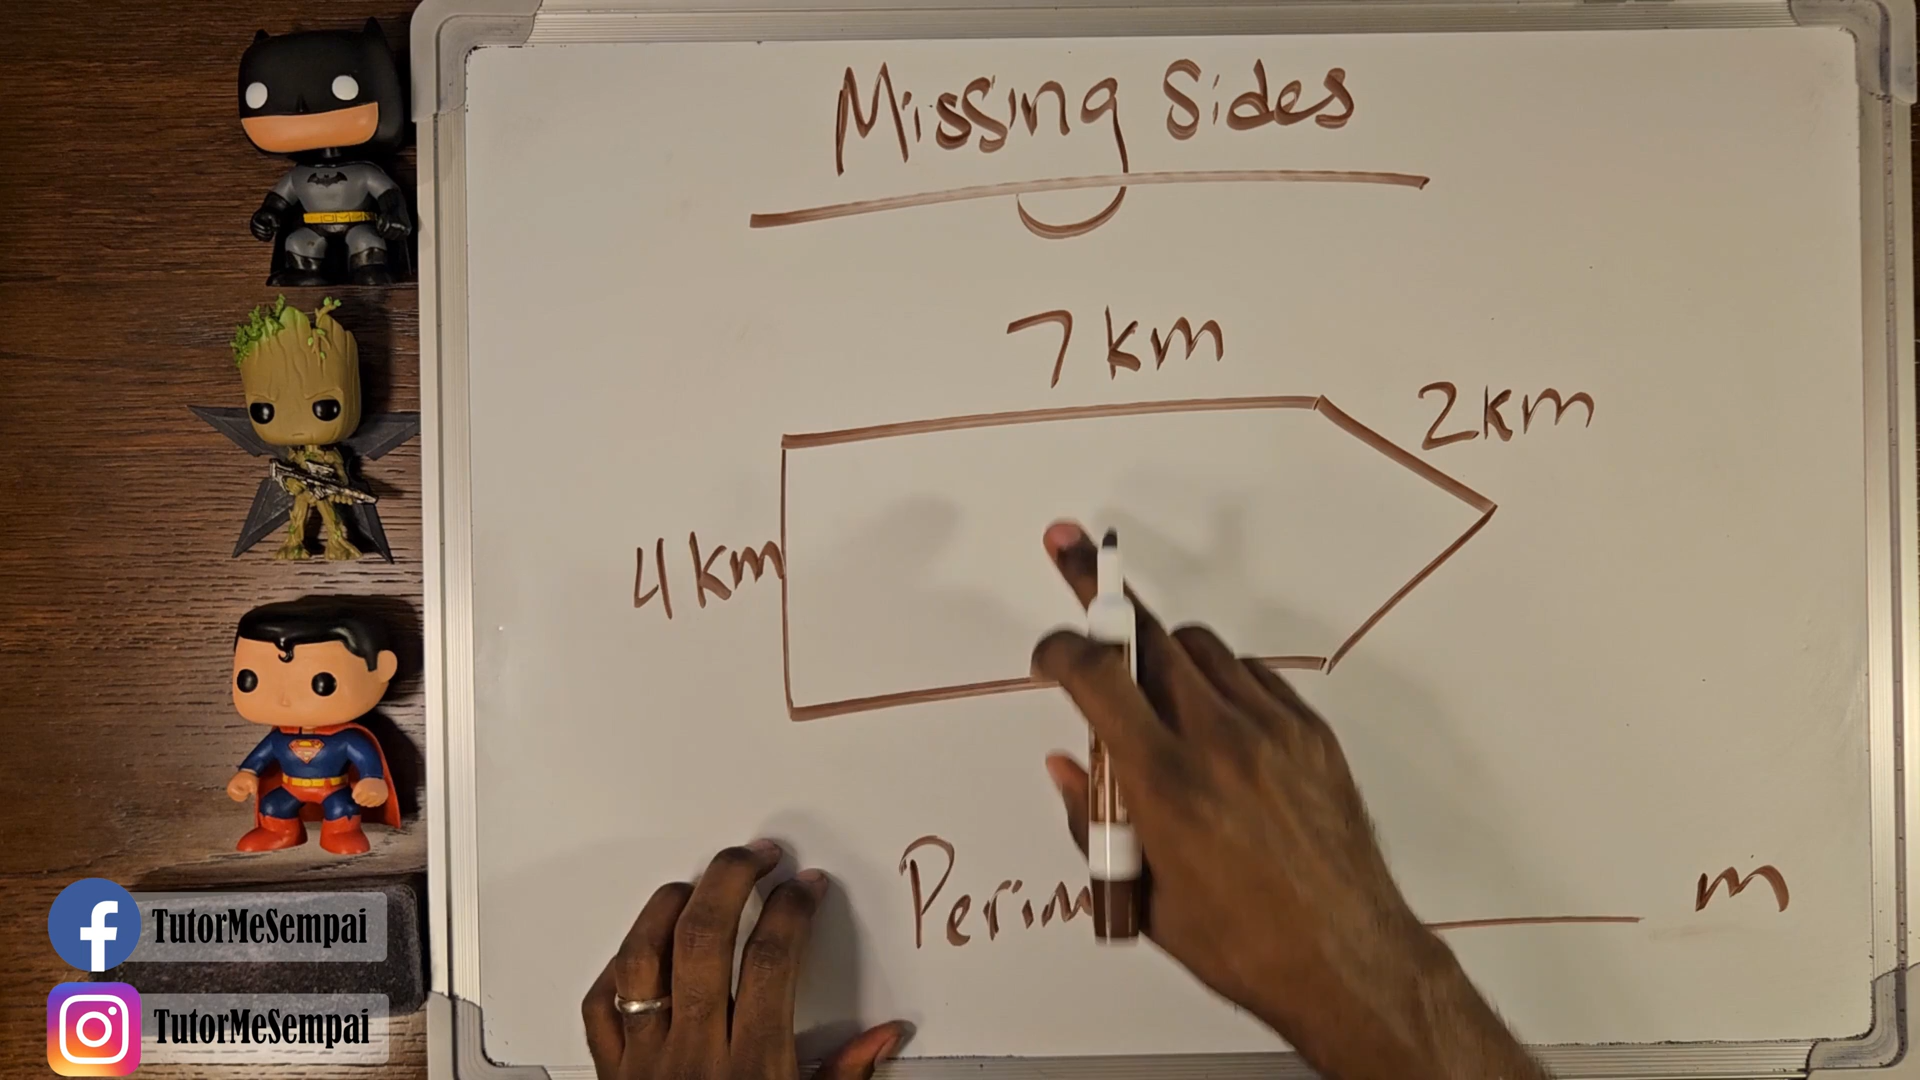 Missing Sides
7 km
2km
4 km
Perim
m
TutorMeSempai
TutorMeSempai